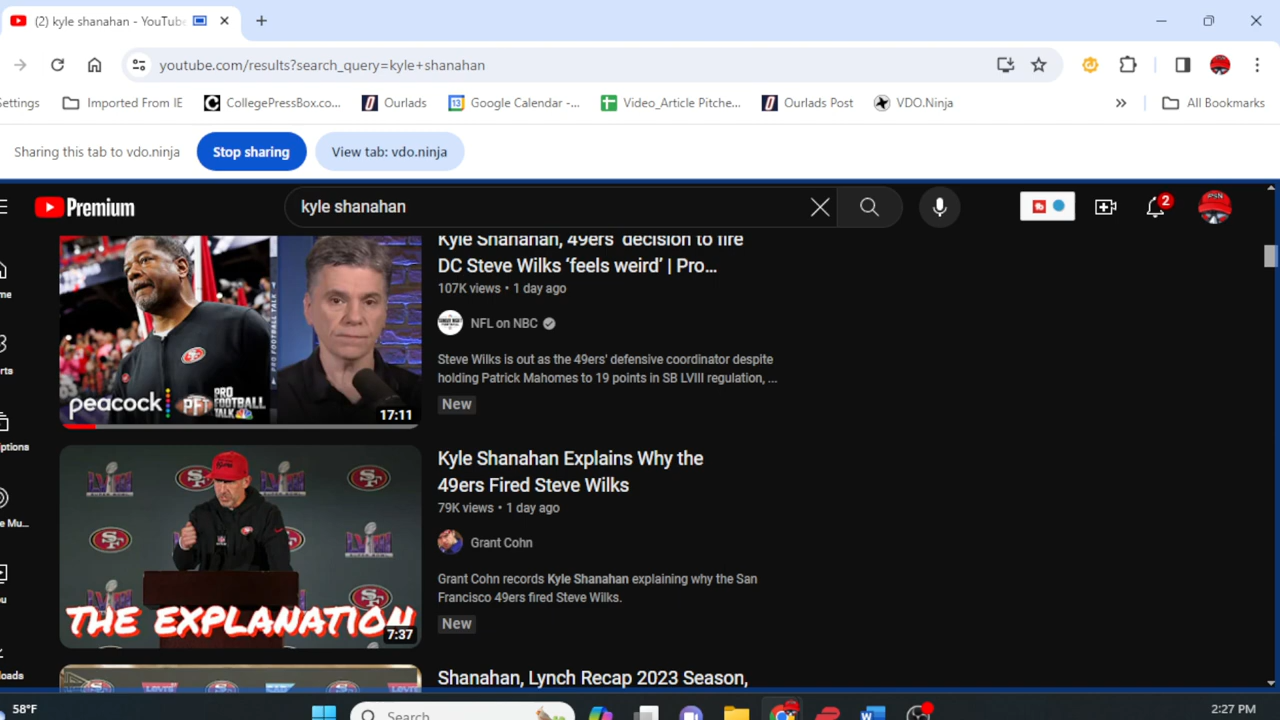 (2) kyle shanahan - YouTube
youtube.com/results?search_query=kyle+shanahan
ettings
Imported From IE
CollegePressBox.co...
Ourlads
Google Calendar -...
Video_Article Pitche...
Ourlads Post
VDO.Ninja
All Bookmarks
Sharing this tab to vdo.ninja
Stop sharing
View tab: vdo.ninja
Premium
kyle shanahan
2
Kyle Shanahan, 49ers' decision to fire
DC Steve Wilks ‘feels weird’ | Pro...
107K views • 1 day ago
NFL on NBC
Steve Wilks is out as the 49ers' defensive coordinator despite
holding Patrick Mahomes to 19 points in SB LVIII regulation, ...
New
peacock
PFT
PRO
FOOTBALL
TALK
17:11
Kyle Shanahan Explains Why the
49ers Fired Steve Wilks
79K views • 1 day ago
Grant Cohn
Grant Cohn records Kyle Shanahan explaining why the San
Francisco 49ers fired Steve Wilks.
New
THE EXPLANATION
7:37
Shanahan, Lynch Recap 2023 Season,
me
rts
ptions
e Mu...
u
loads
58°F
Search
2:27 PM